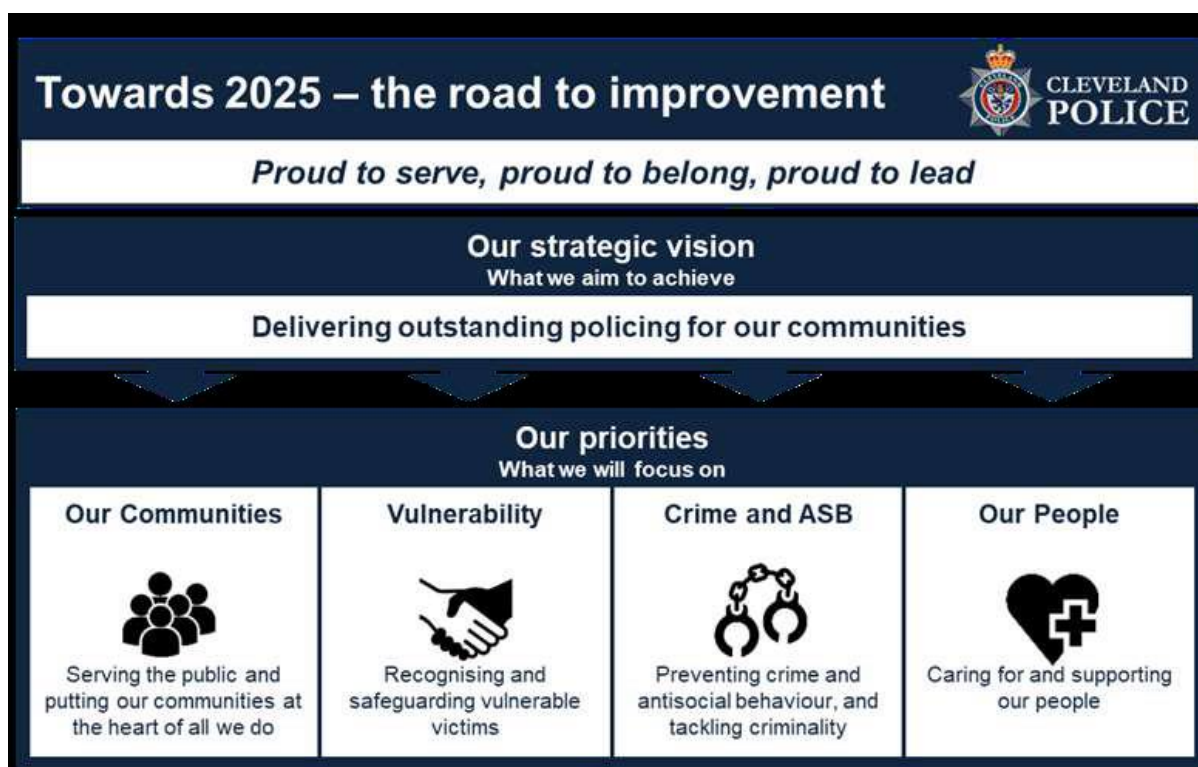 Towards 2025 – the road to improvement
CLEVELAND
POLICE
Proud to serve, proud to belong, proud to lead
Our strategic vision
What we aim to achieve
Delivering outstanding policing for our communities
Our priorities
What we will focus on
Our Communities
Serving the public and
putting our communities at
the heart of all we do
Vulnerability
Recognising and
safeguarding vulnerable
victims
Crime and ASB
Preventing crime and
antisocial behaviour, and
tackling criminality
Our People
Caring for and supporting
our people